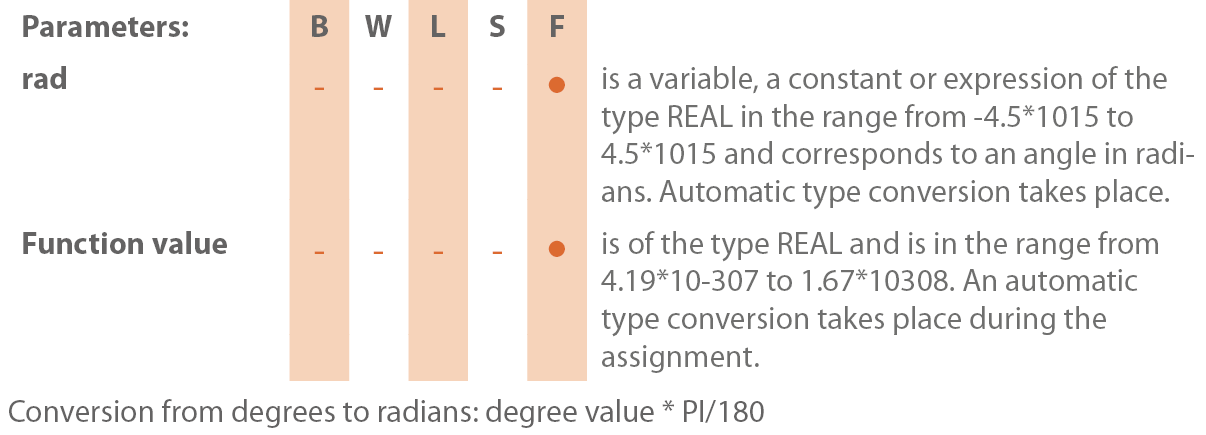 Parameters: B W L S F
rad - - - - ● is a variable, a constant or expression of the
type REAL in the range from -4.5*1015 to
4.5*1015 and corresponds to an angle in radi-
ans. Automatic type conversion takes place.
Function value - - - - ● is of the type REAL and is in the range from
4.19*10-307 to 1.67*10308. An automatic
type conversion takes place during the
assignment.
Conversion from degrees to radians: degree value * PI/180